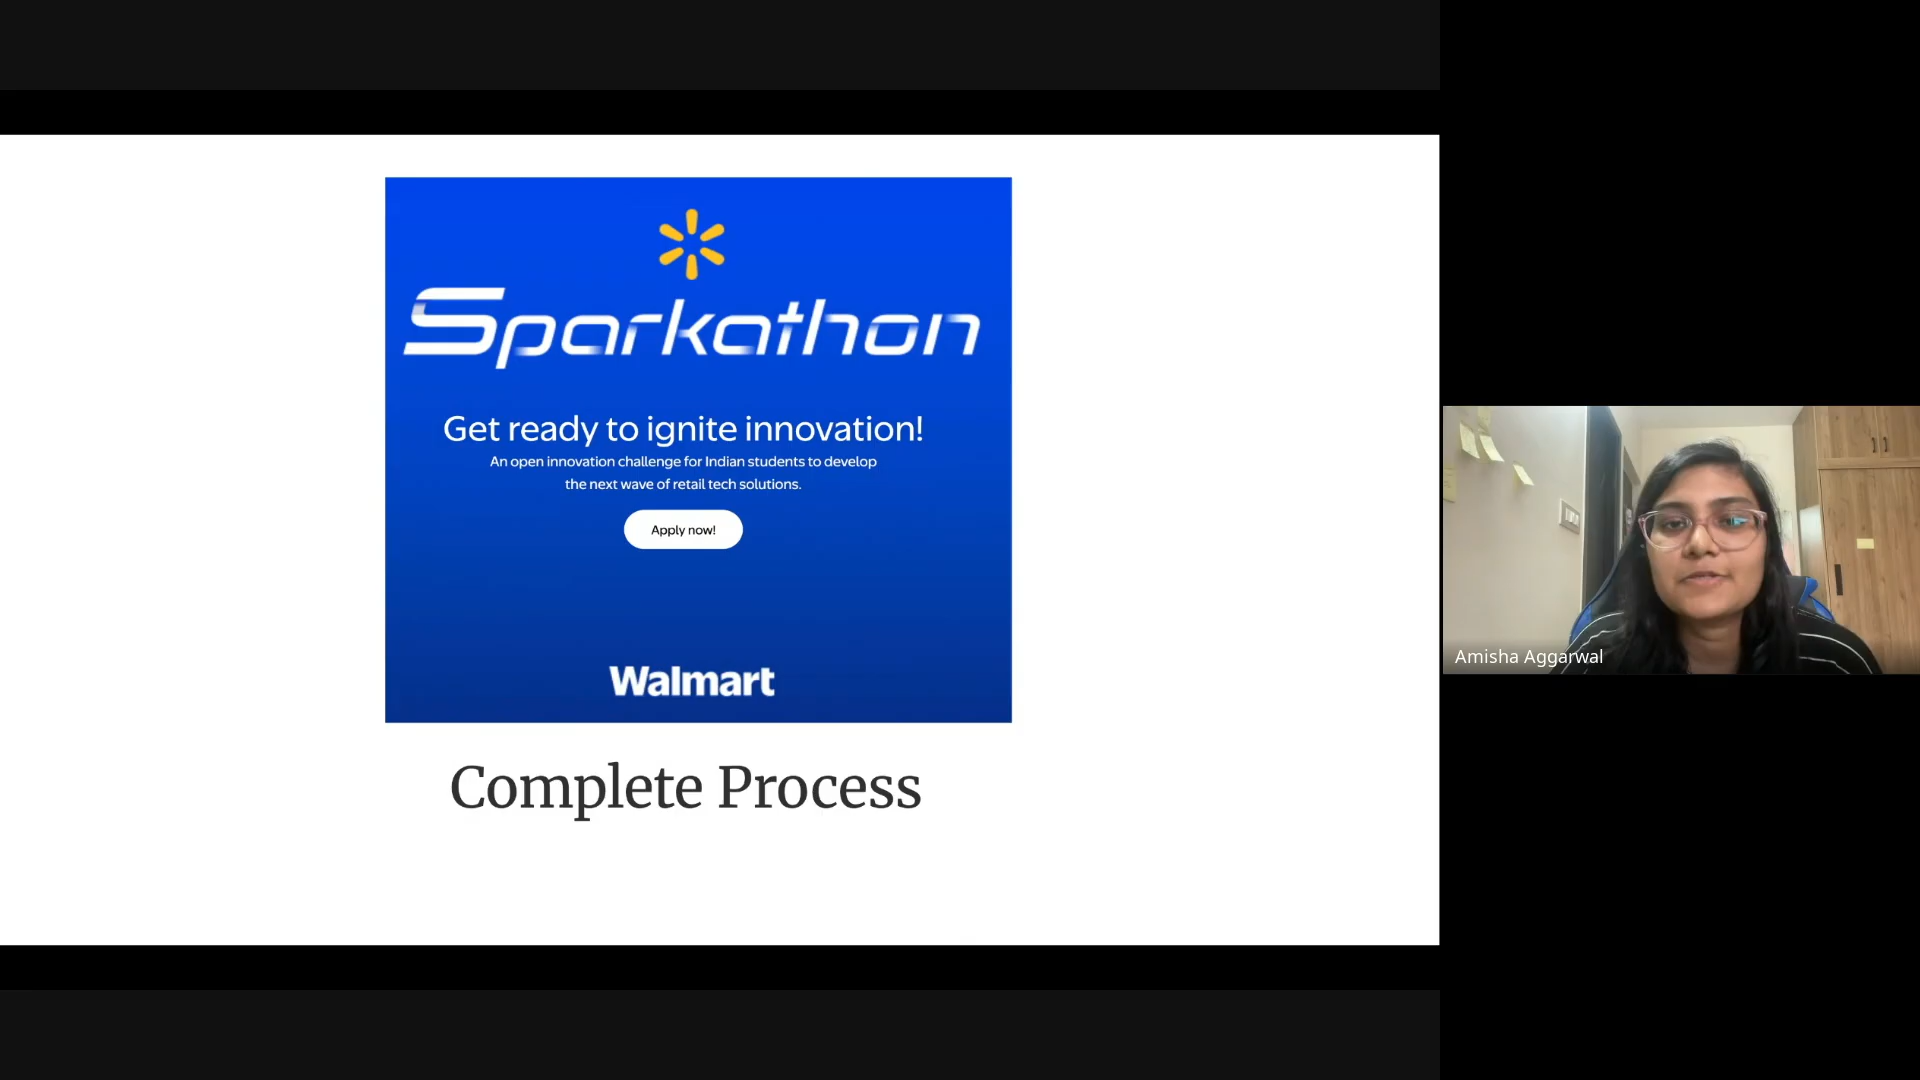 Sparkathon
Get ready to ignite innovation!
An open innovation challenge for Indian students to develop
the next wave of retail tech solutions.
Apply now!
Walmart
Complete Process
Amisha Aggarwal